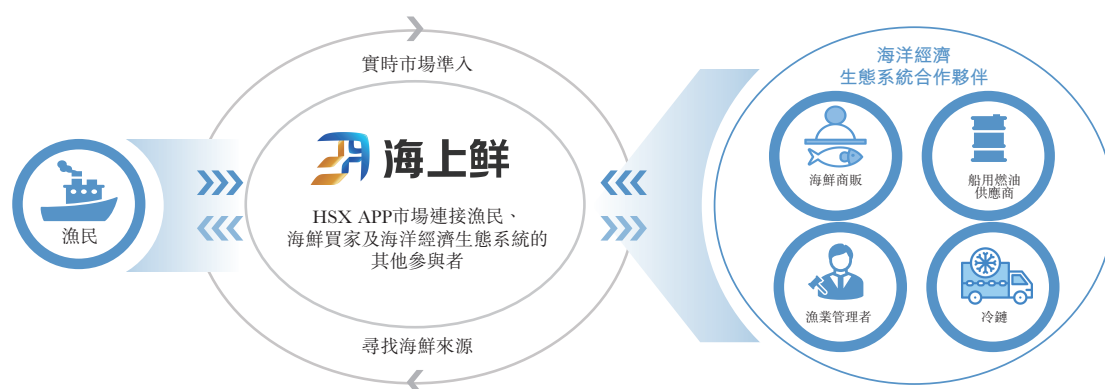 實時市場準入
漁民
海上鲜
HSX APP市場連接漁民、
海鮮買家及海洋經濟生態系統的
其他參與者
尋找海鮮來源
海洋經濟
生態系統合作夥伴
海鮮商販
船用燃油
供應商
漁業管理者
冷鏈